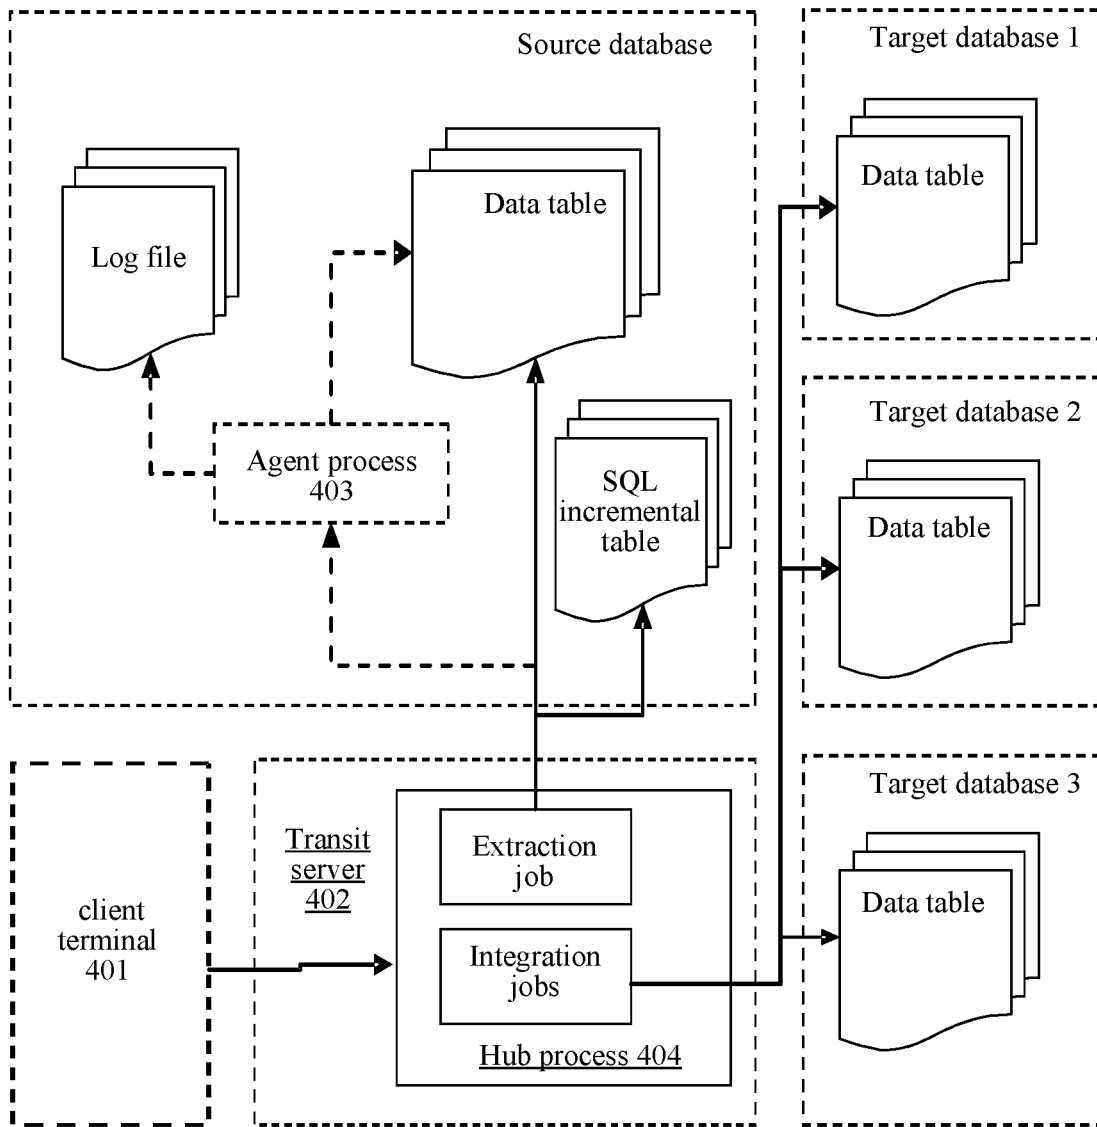 Source database
Log file
Data table
Agent process
403
SQL
incremental
table
Target database 1
Data table
Target database 2
Data table
Target database 3
Data table
client
terminal
401
Transit
server
402
Extraction
job
Integration
jobs
Hub process 404